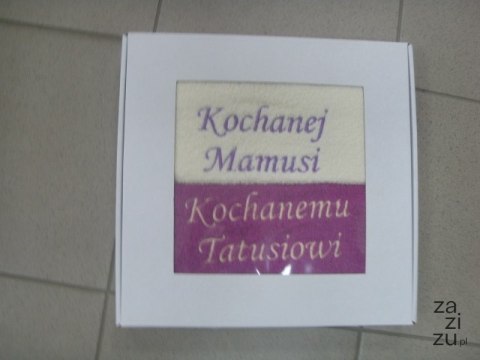 Kochanej
Mamusi
Kochanemu
Tatusiowi
za
zi
zu.pl